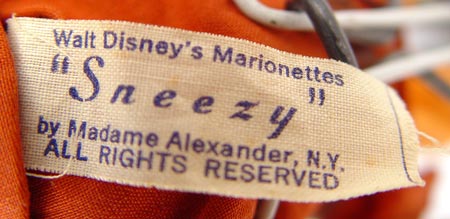 Walt Disney's Marionettes
"Sneezy"
by Madame Alexander, N.Y.
ALL RIGHTS RESERVED